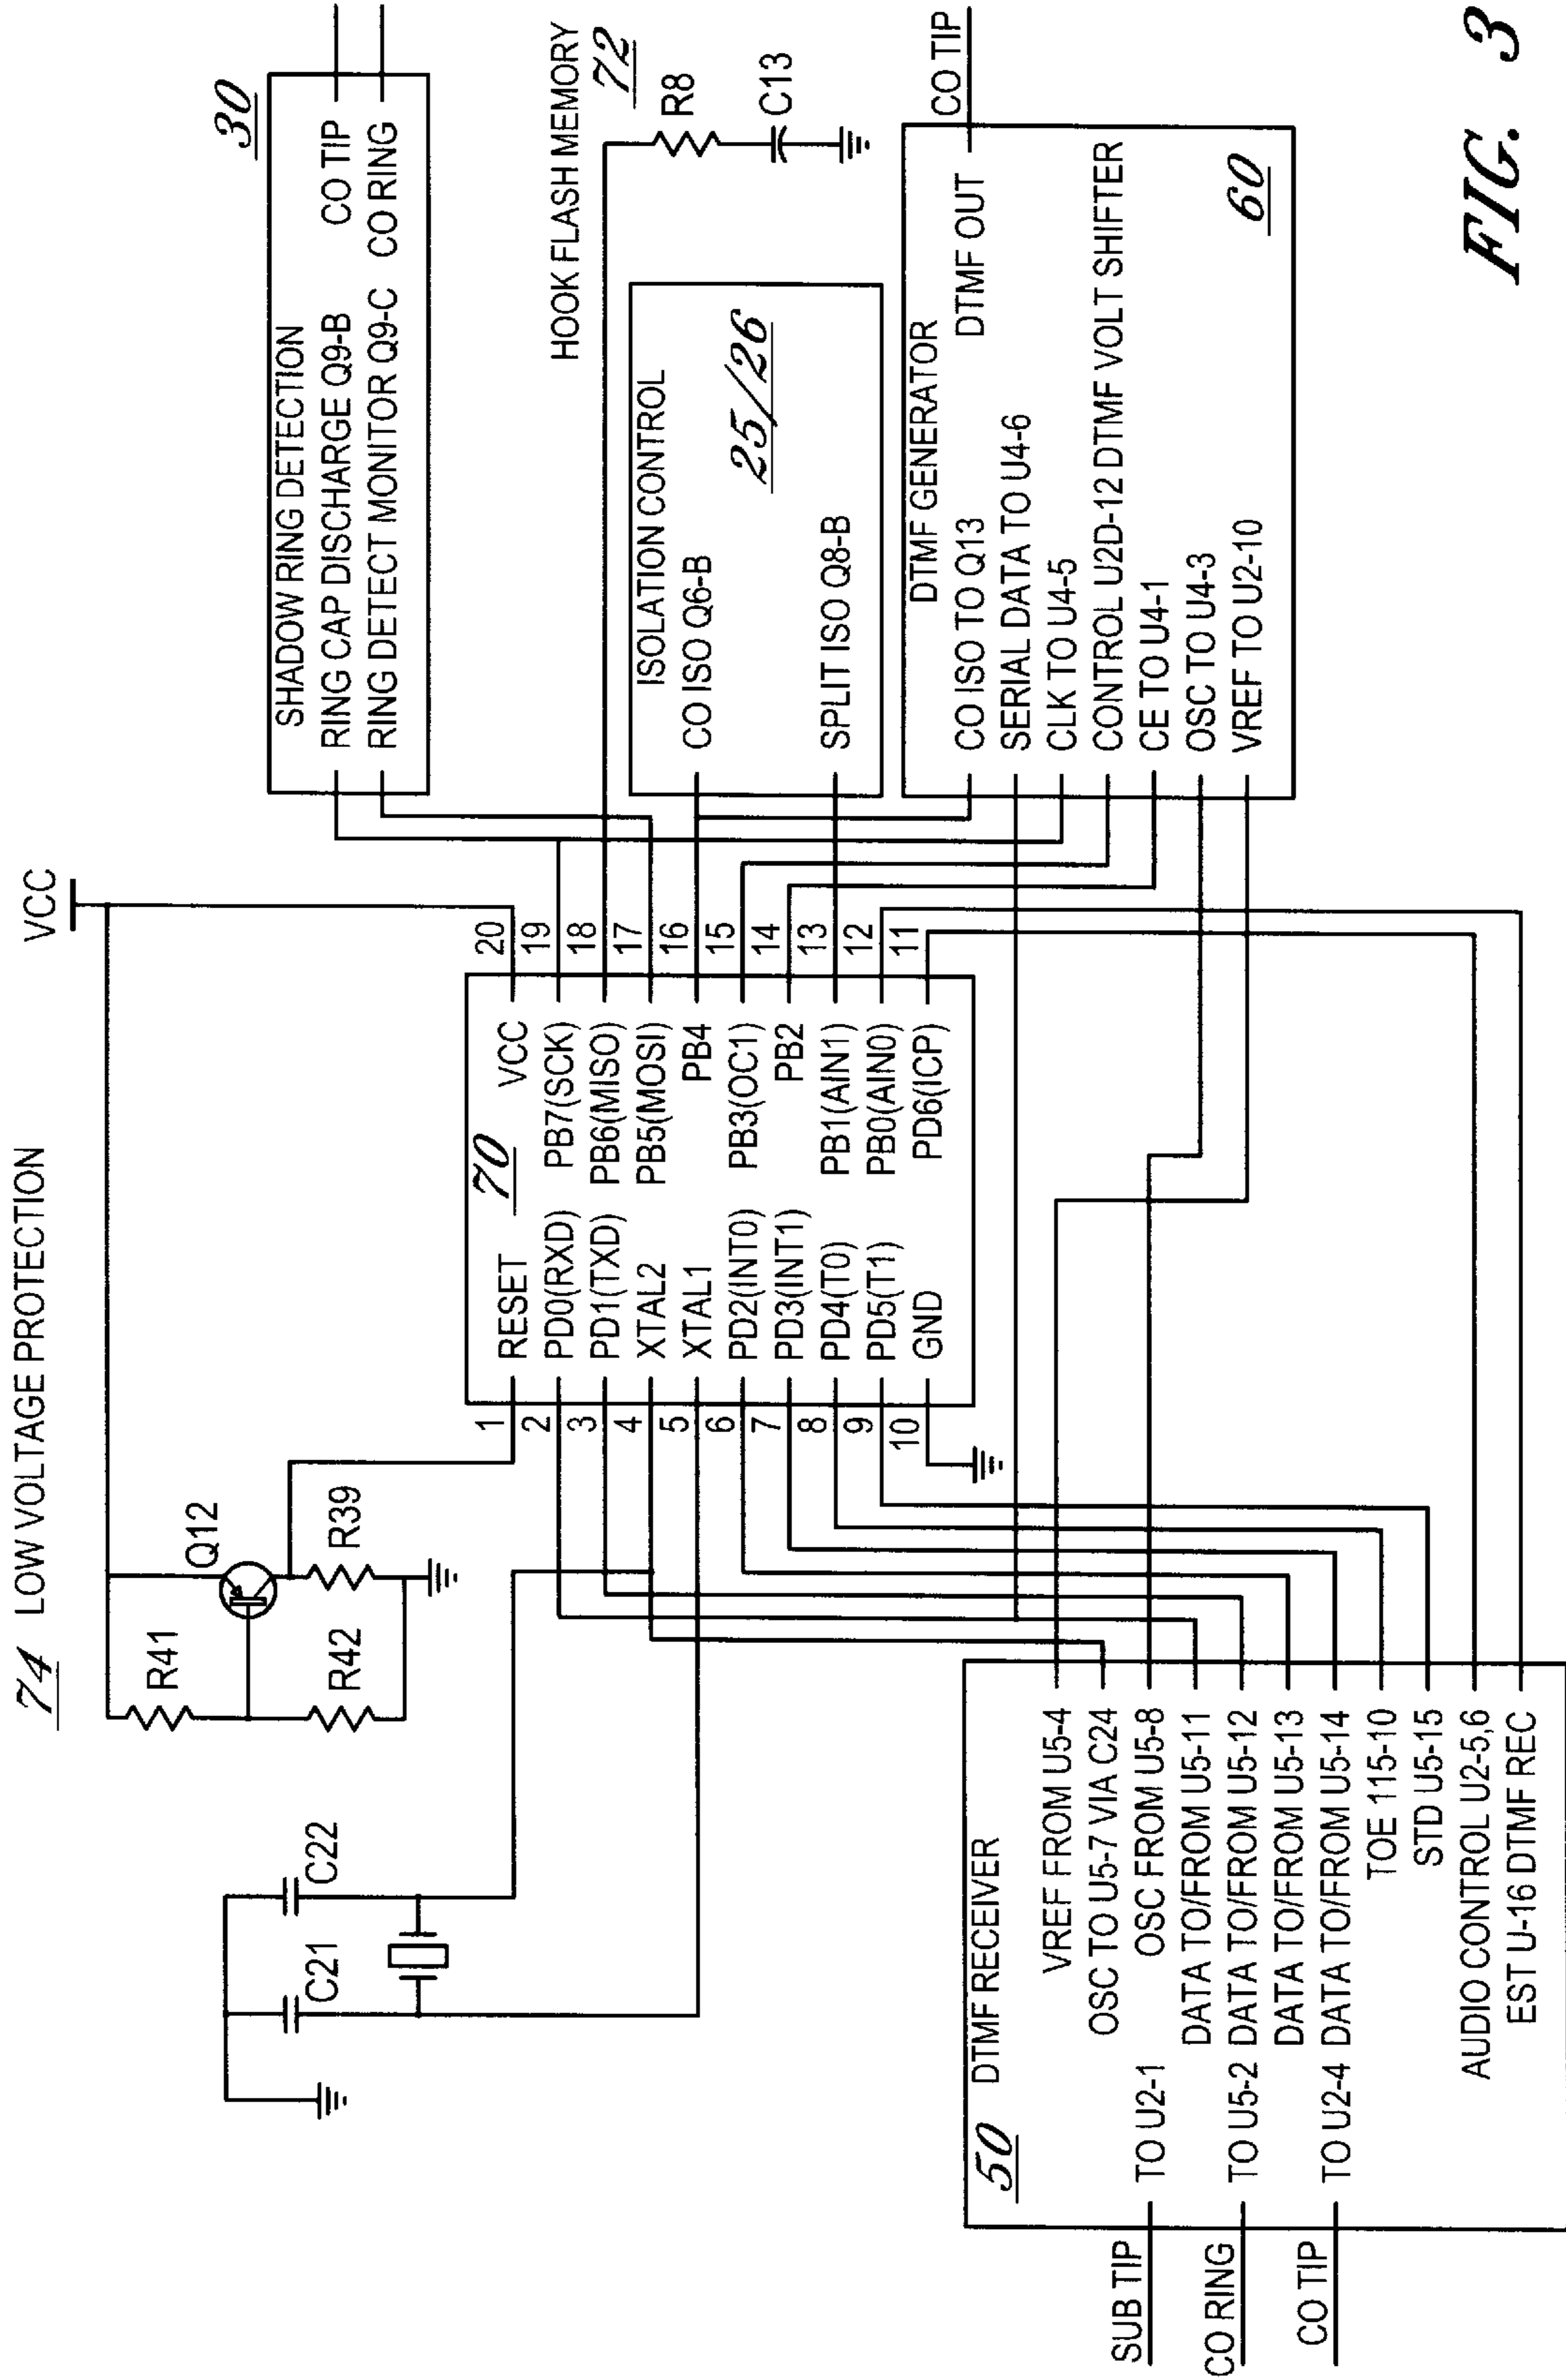 74 LOW VOLTAGE PROTECTION
VCC
R41
Q12
R42
R39
C21
C22
SHADOW RING DETECTION
30
RING CAP DISCHARGE Q9-B CO TIP
RING DETECT MONITOR Q9-C CO RING
HOOK FLASH MEMORY
72
R8
C13
70
1 RESET
2 PD0(RXD)
3 PD1(TXD)
4 XTAL2
5 XTAL1
6 PD2(INT0)
7 PD3(INT1)
8 PD4(T0)
9 PD5(T1)
10 GND
VCC 20
PB7(SCK) 19
PB6(MISO) 18
PB5(MOSI) 17
PB4 16
PB3(OC1) 15
PB2 14
PB1(AIN1) 13
PB0(AIN0) 12
PD6(ICP) 11
ISOLATION CONTROL
CO ISO Q6-B
25/26
SPLIT ISO Q8-B
DTMF GENERATOR
CO ISO TO Q13 DTMF OUT
CO TIP
SERIAL DATA TO U4-6
CLK TO U4-5
CONTROL U2D-12 DTMF VOLT SHIFTER
CE TO U4-1
OSC TO U4-3
VREF TO U2-10
60
50 DTMF RECEIVER
VREF FROM U5-4
OSC TO U5-7 VIA C24
SUB TIP TO U2-1 OSC FROM U5-8
DATA TO/FROM U5-11
CO RING TO U5-2 DATA TO/FROM U5-12
DATA TO/FROM U5-13
CO TIP TO U2-4 DATA TO/FROM U5-14
TOE 115-10
STD U5-15
AUDIO CONTROL U2-5,6
EST U-16 DTMF REC
FIG. 3